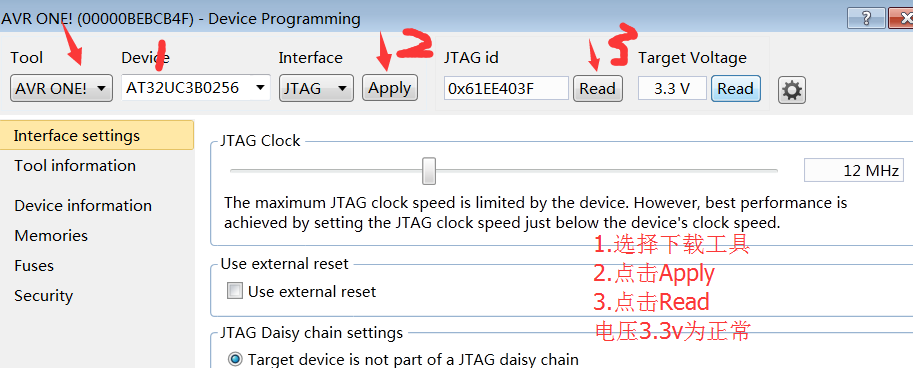 AVR ONE! (00000BEBCB4F) - Device Programming
1 2 3
Tool Device Interface JTAG id Target Voltage
AVR ONE! AT32UC3B0256 JTAG Apply 0x61EE403F Read 3.3 V Read
Interface settings
Tool information
Device information
Memories
Fuses
Security
JTAG Clock
12 MHz
The maximum JTAG clock speed is limited by the device. However, best performance is
achieved by setting the JTAG clock speed just below the device's clock speed.
1.选择下载工具
2.点击Apply
3.点击Read
电压3.3v为正常
Use external reset
Use external reset
JTAG Daisy chain settings
Target device is not part of a JTAG daisy chain